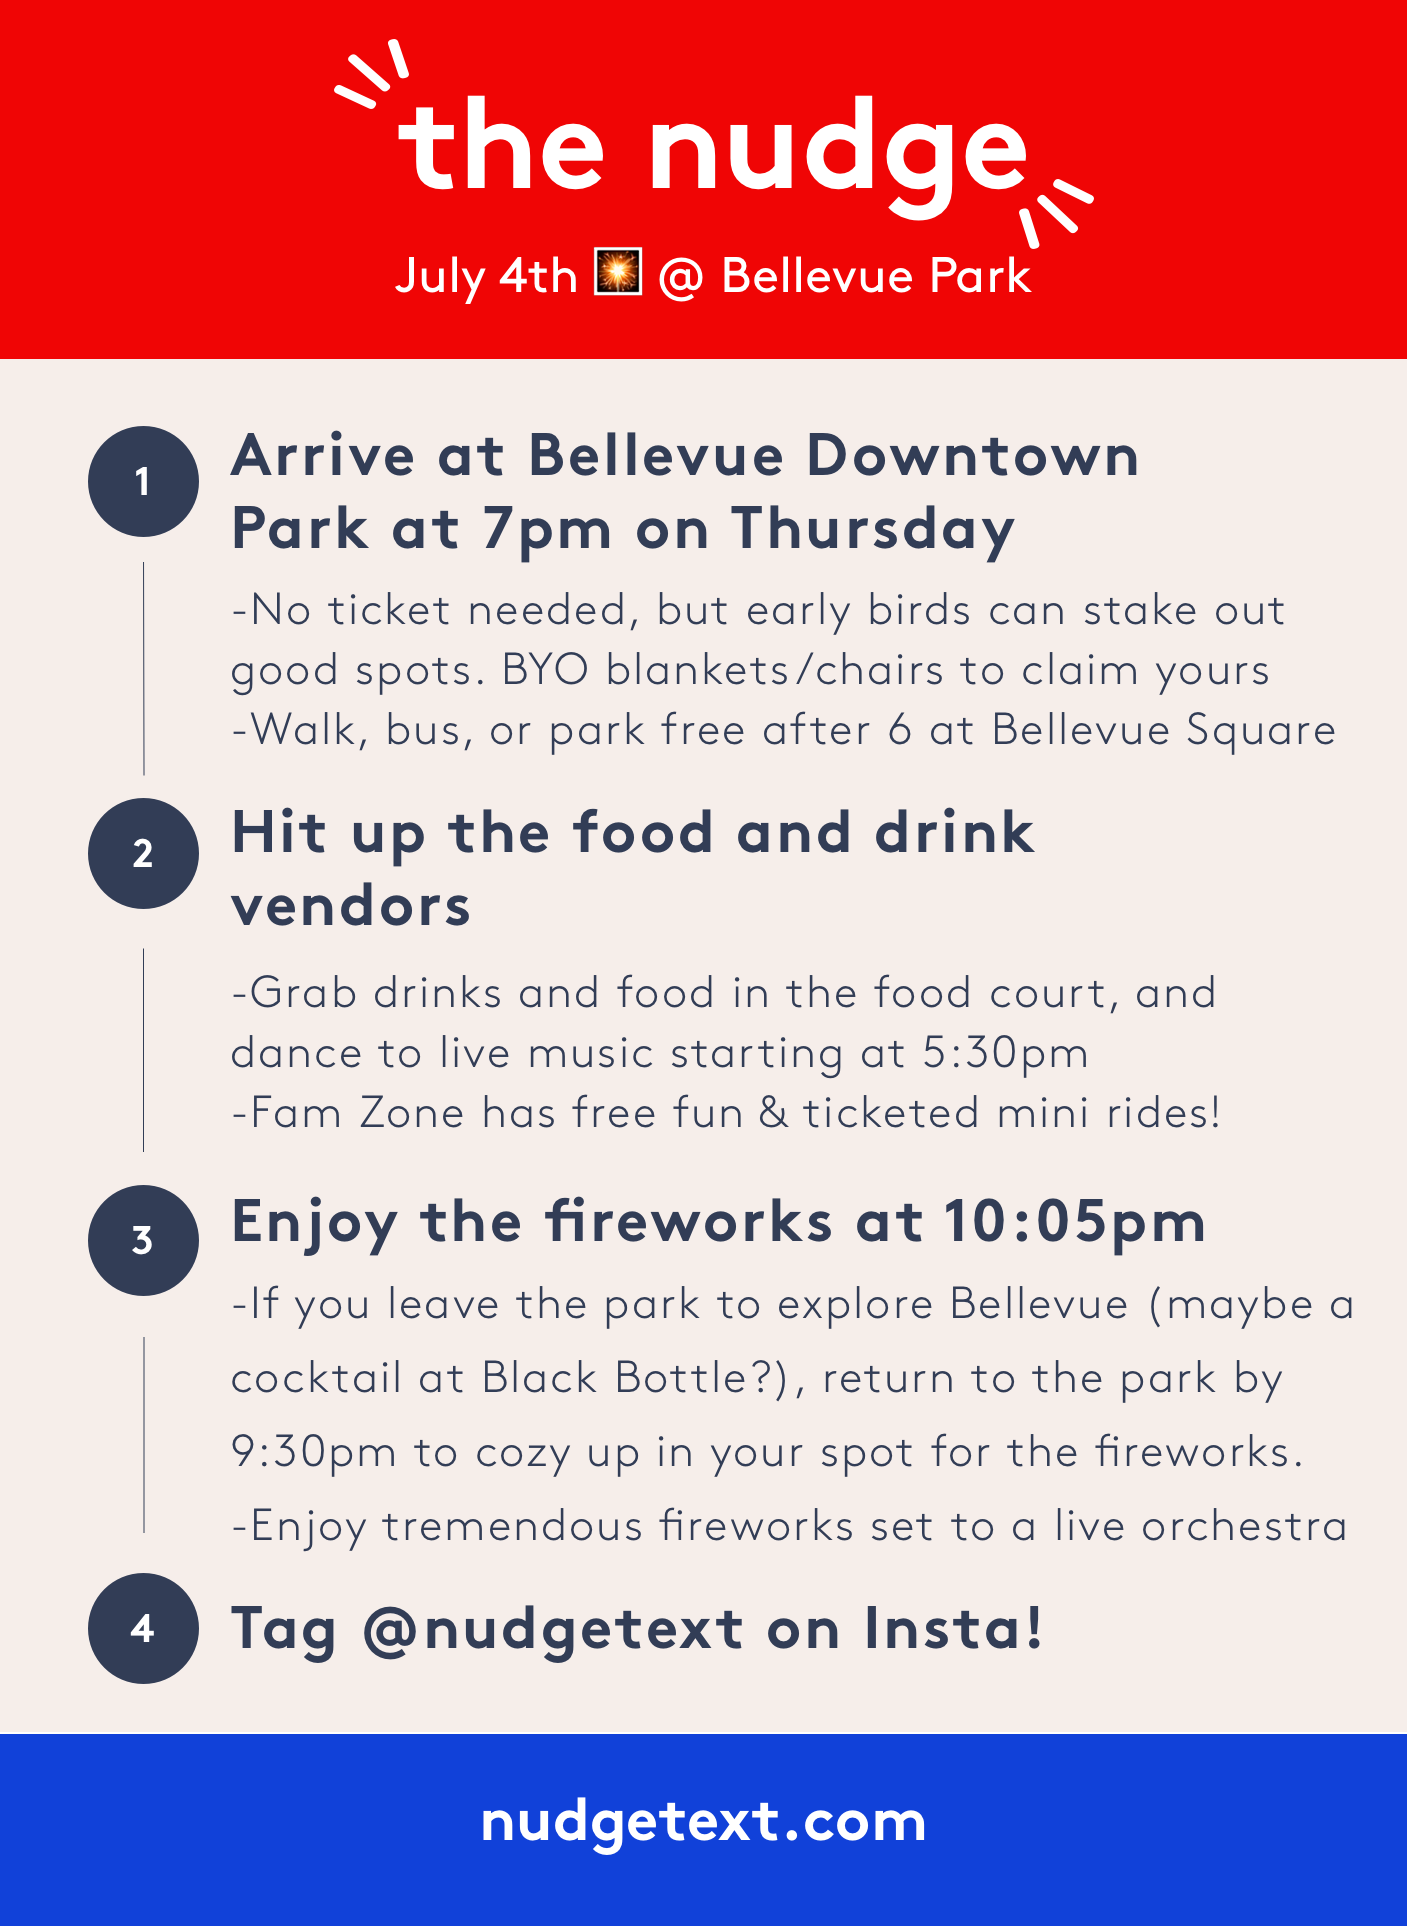 the nudge
July 4th 🎇 @ Bellevue Park
1
Arrive at Bellevue Downtown
Park at 7pm on Thursday
-No ticket needed, but early birds can stake out
good spots. BYO blankets/chairs to claim yours
-Walk, bus, or park free after 6 at Bellevue Square
2
Hit up the food and drink
vendors
-Grab drinks and food in the food court, and
dance to live music starting at 5:30pm
-Fam Zone has free fun & ticketed mini rides!
3
Enjoy the fireworks at 10:05pm
-If you leave the park to explore Bellevue (maybe a
cocktail at Black Bottle?), return to the park by
9:30pm to cozy up in your spot for the fireworks.
-Enjoy tremendous fireworks set to a live orchestra
4
Tag @nudgetext on Insta!
nudgetext.com